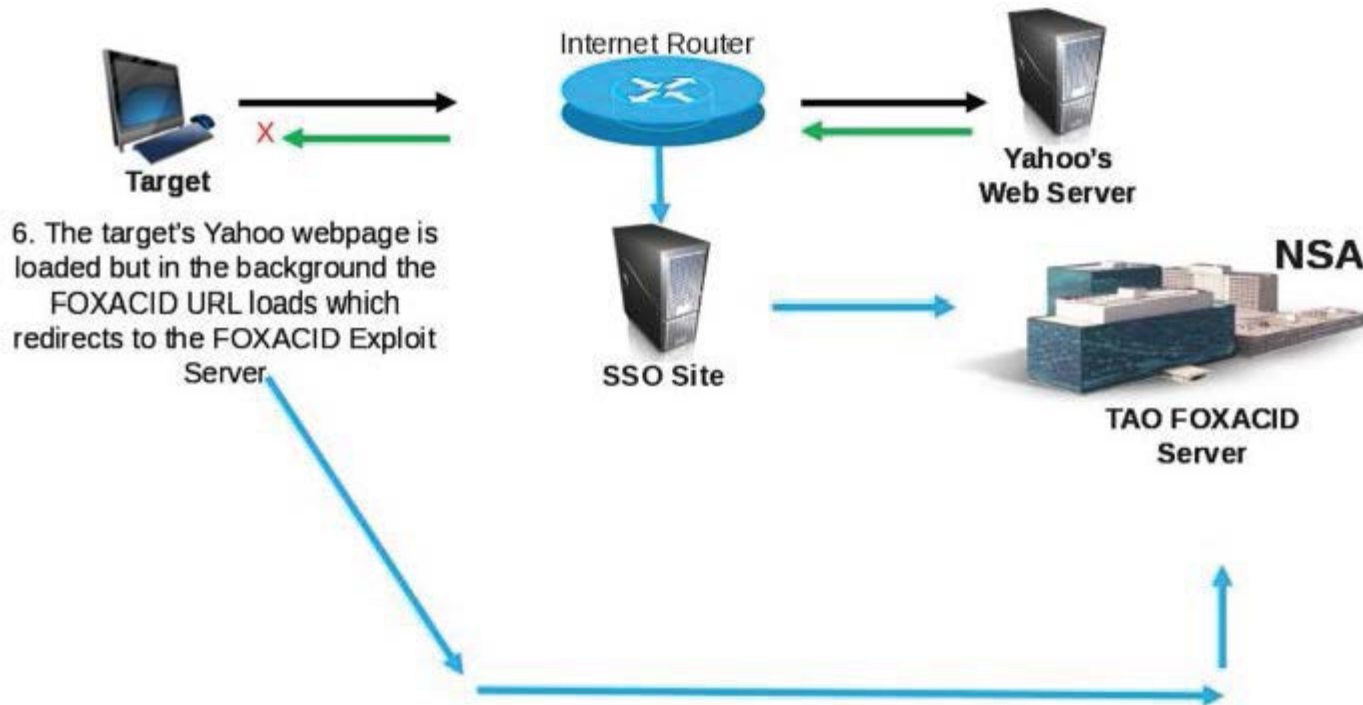 Internet Router
X
Target
Yahoo's
Web Server
6. The target's Yahoo webpage is
loaded but in the background the
FOXACID URL loads which
redirects to the FOXACID Exploit
Server
SSO Site
NSA
TAO FOXACID
Server